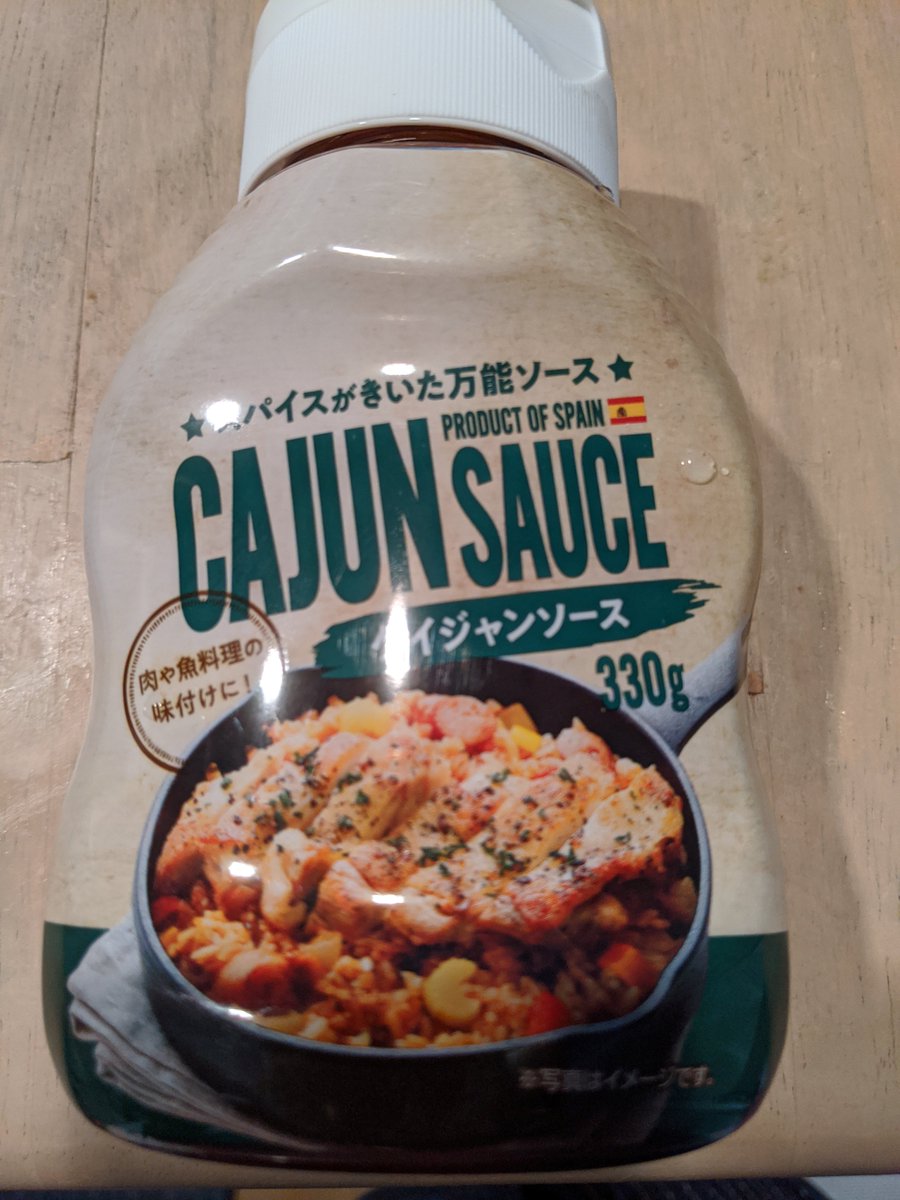 ★スパイスがきいた万能ソース★
PRODUCT OF SPAIN
CAJUN SAUCE
ケイジャンソース
肉や魚料理の
味付けに!
330g
本写真はイメージです。